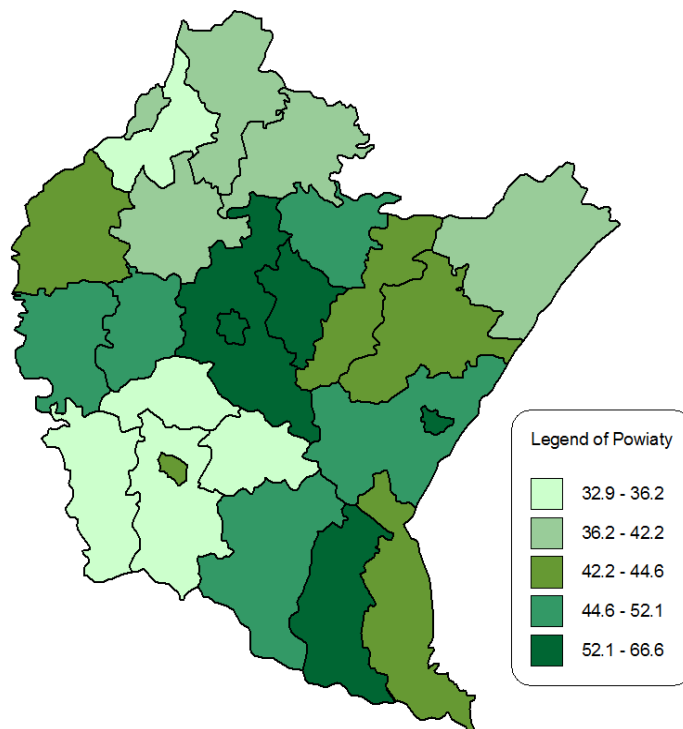 Legend of Powiaty
32.9 - 36.2
36.2 - 42.2
42.2 - 44.6
44.6 - 52.1
52.1 - 66.6